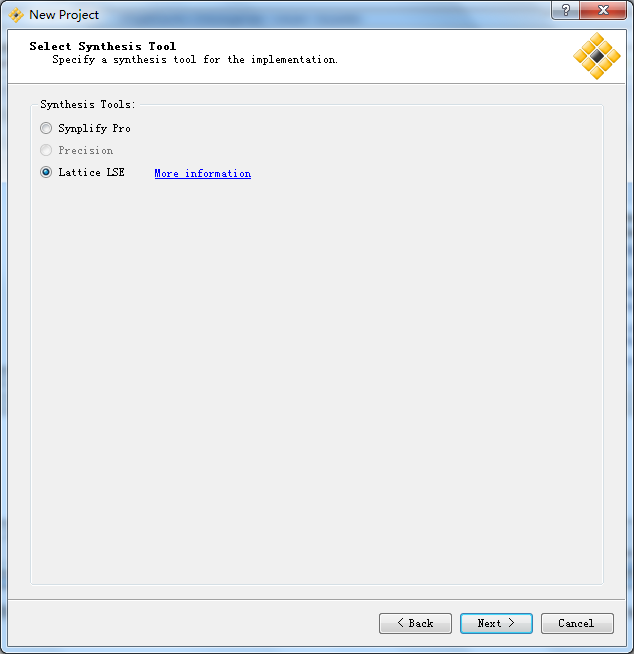 New Project
Select Synthesis Tool
Specify a synthesis tool for the implementation.
Synthesis Tools:
Synplify Pro
Precision
Lattice LSE More information
< Back Next > Cancel